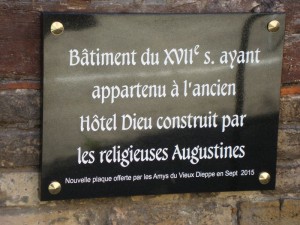 Bâtiment du XVIIe s. ayant
appartenu à l'ancien
Hôtel Dieu construit par
les religieuses Augustines
Nouvelle plaque offerte par les Amys du Vieux Dieppe en Sept 2015